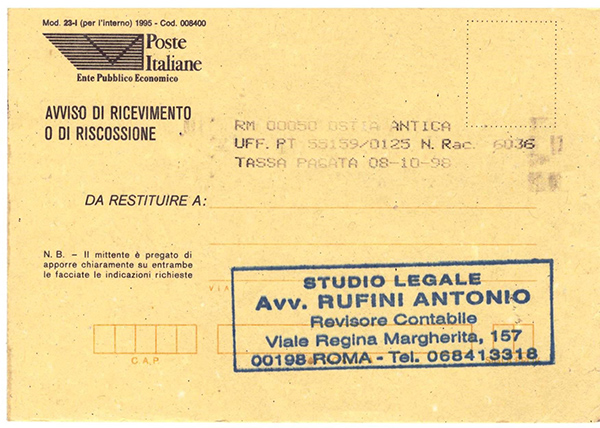 Mod. 23-I (per l'interno) 1995 - Cod. 008400
Poste
Italiane
Ente Pubblico Economico
AVVISO DI RICEVIMENTO
O DI RISCOSSIONE
RM 00050 OSTIA ANTICA
UFF. PT 55159/0125 N. Rac. 6036
TASSA PAGATA 08-10-98
DA RESTITUIRE A:
N. B. – Il mittente è pregato di
apporre chiaramente su entrambe
le facciate le indicazioni richieste
VIA
STUDIO LEGALE
Avv. RUFINI ANTONIO
Revisore Contabile
Viale Regina Margherita, 157
00198 ROMA - Tel. 068413318
C.A.P.